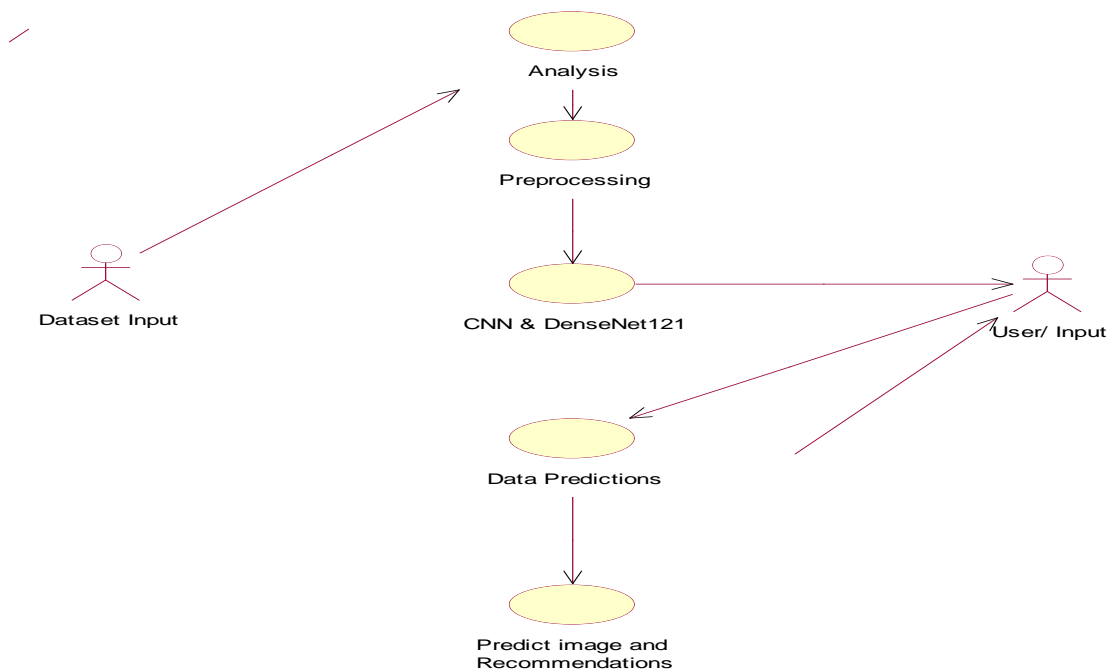 Analysis
Preprocessing
Dataset Input
CNN & DenseNet121
User/ Input
Data Predictions
Predict image and
Recommendations